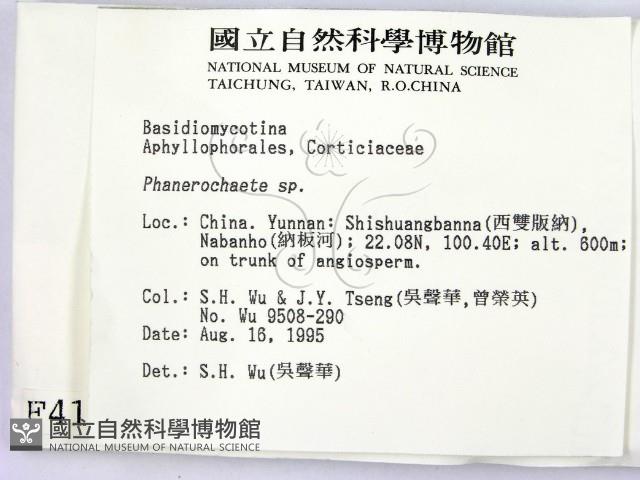 國立自然科學博物館
NATIONAL MUSEUM OF NATURAL SCIENCE
TAICHUNG, TAIWAN, R.O.CHINA
Basidiomycotina
Aphyllophorales, Corticiaceae
Phanerochaete sp.
Loc.: China. Yunnan: Shishuangbanna(西雙版納),
Nabanho(納板河); 22.08N, 100.40E; alt. 600m;
on trunk of angiosperm.
Col.: S.H. Wu & J.Y. Tseng(吳聲華,曾榮英)
No. Wu 9508-290
Date: Aug. 16, 1995
Det.: S.H. Wu(吳聲華)
F41
國立自然科學博物館
NATIONAL MUSEUM OF NATURAL SCIENCE